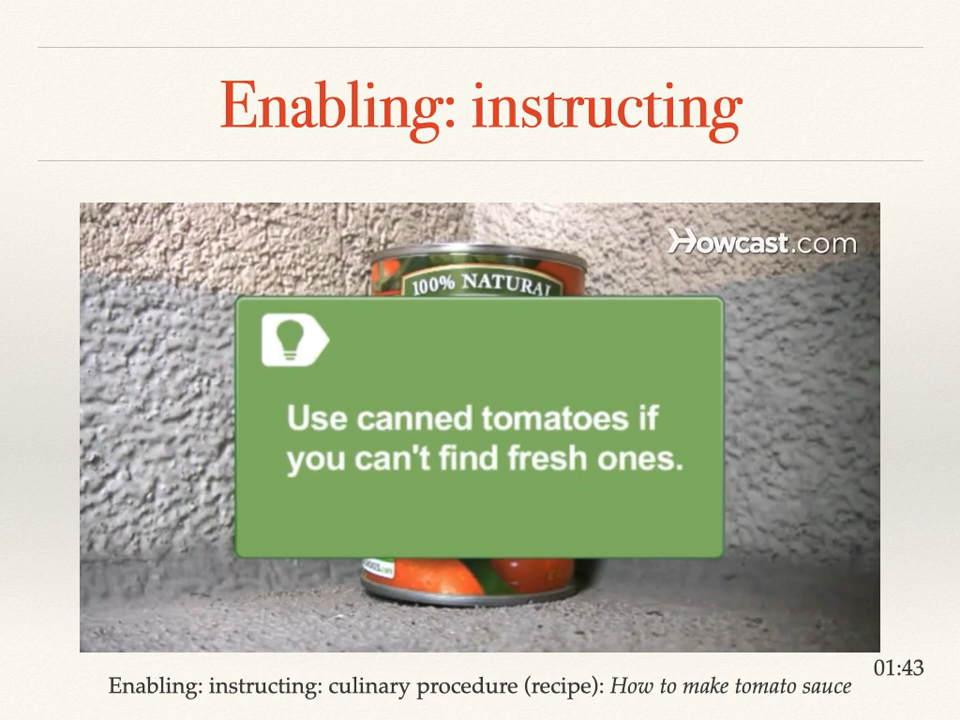 Enabling: instructing
Howcast.com
100% NATURAL
Use canned tomatoes if
you can't find fresh ones.
01:43
Enabling: instructing: culinary procedure (recipe): How to make tomato sauce